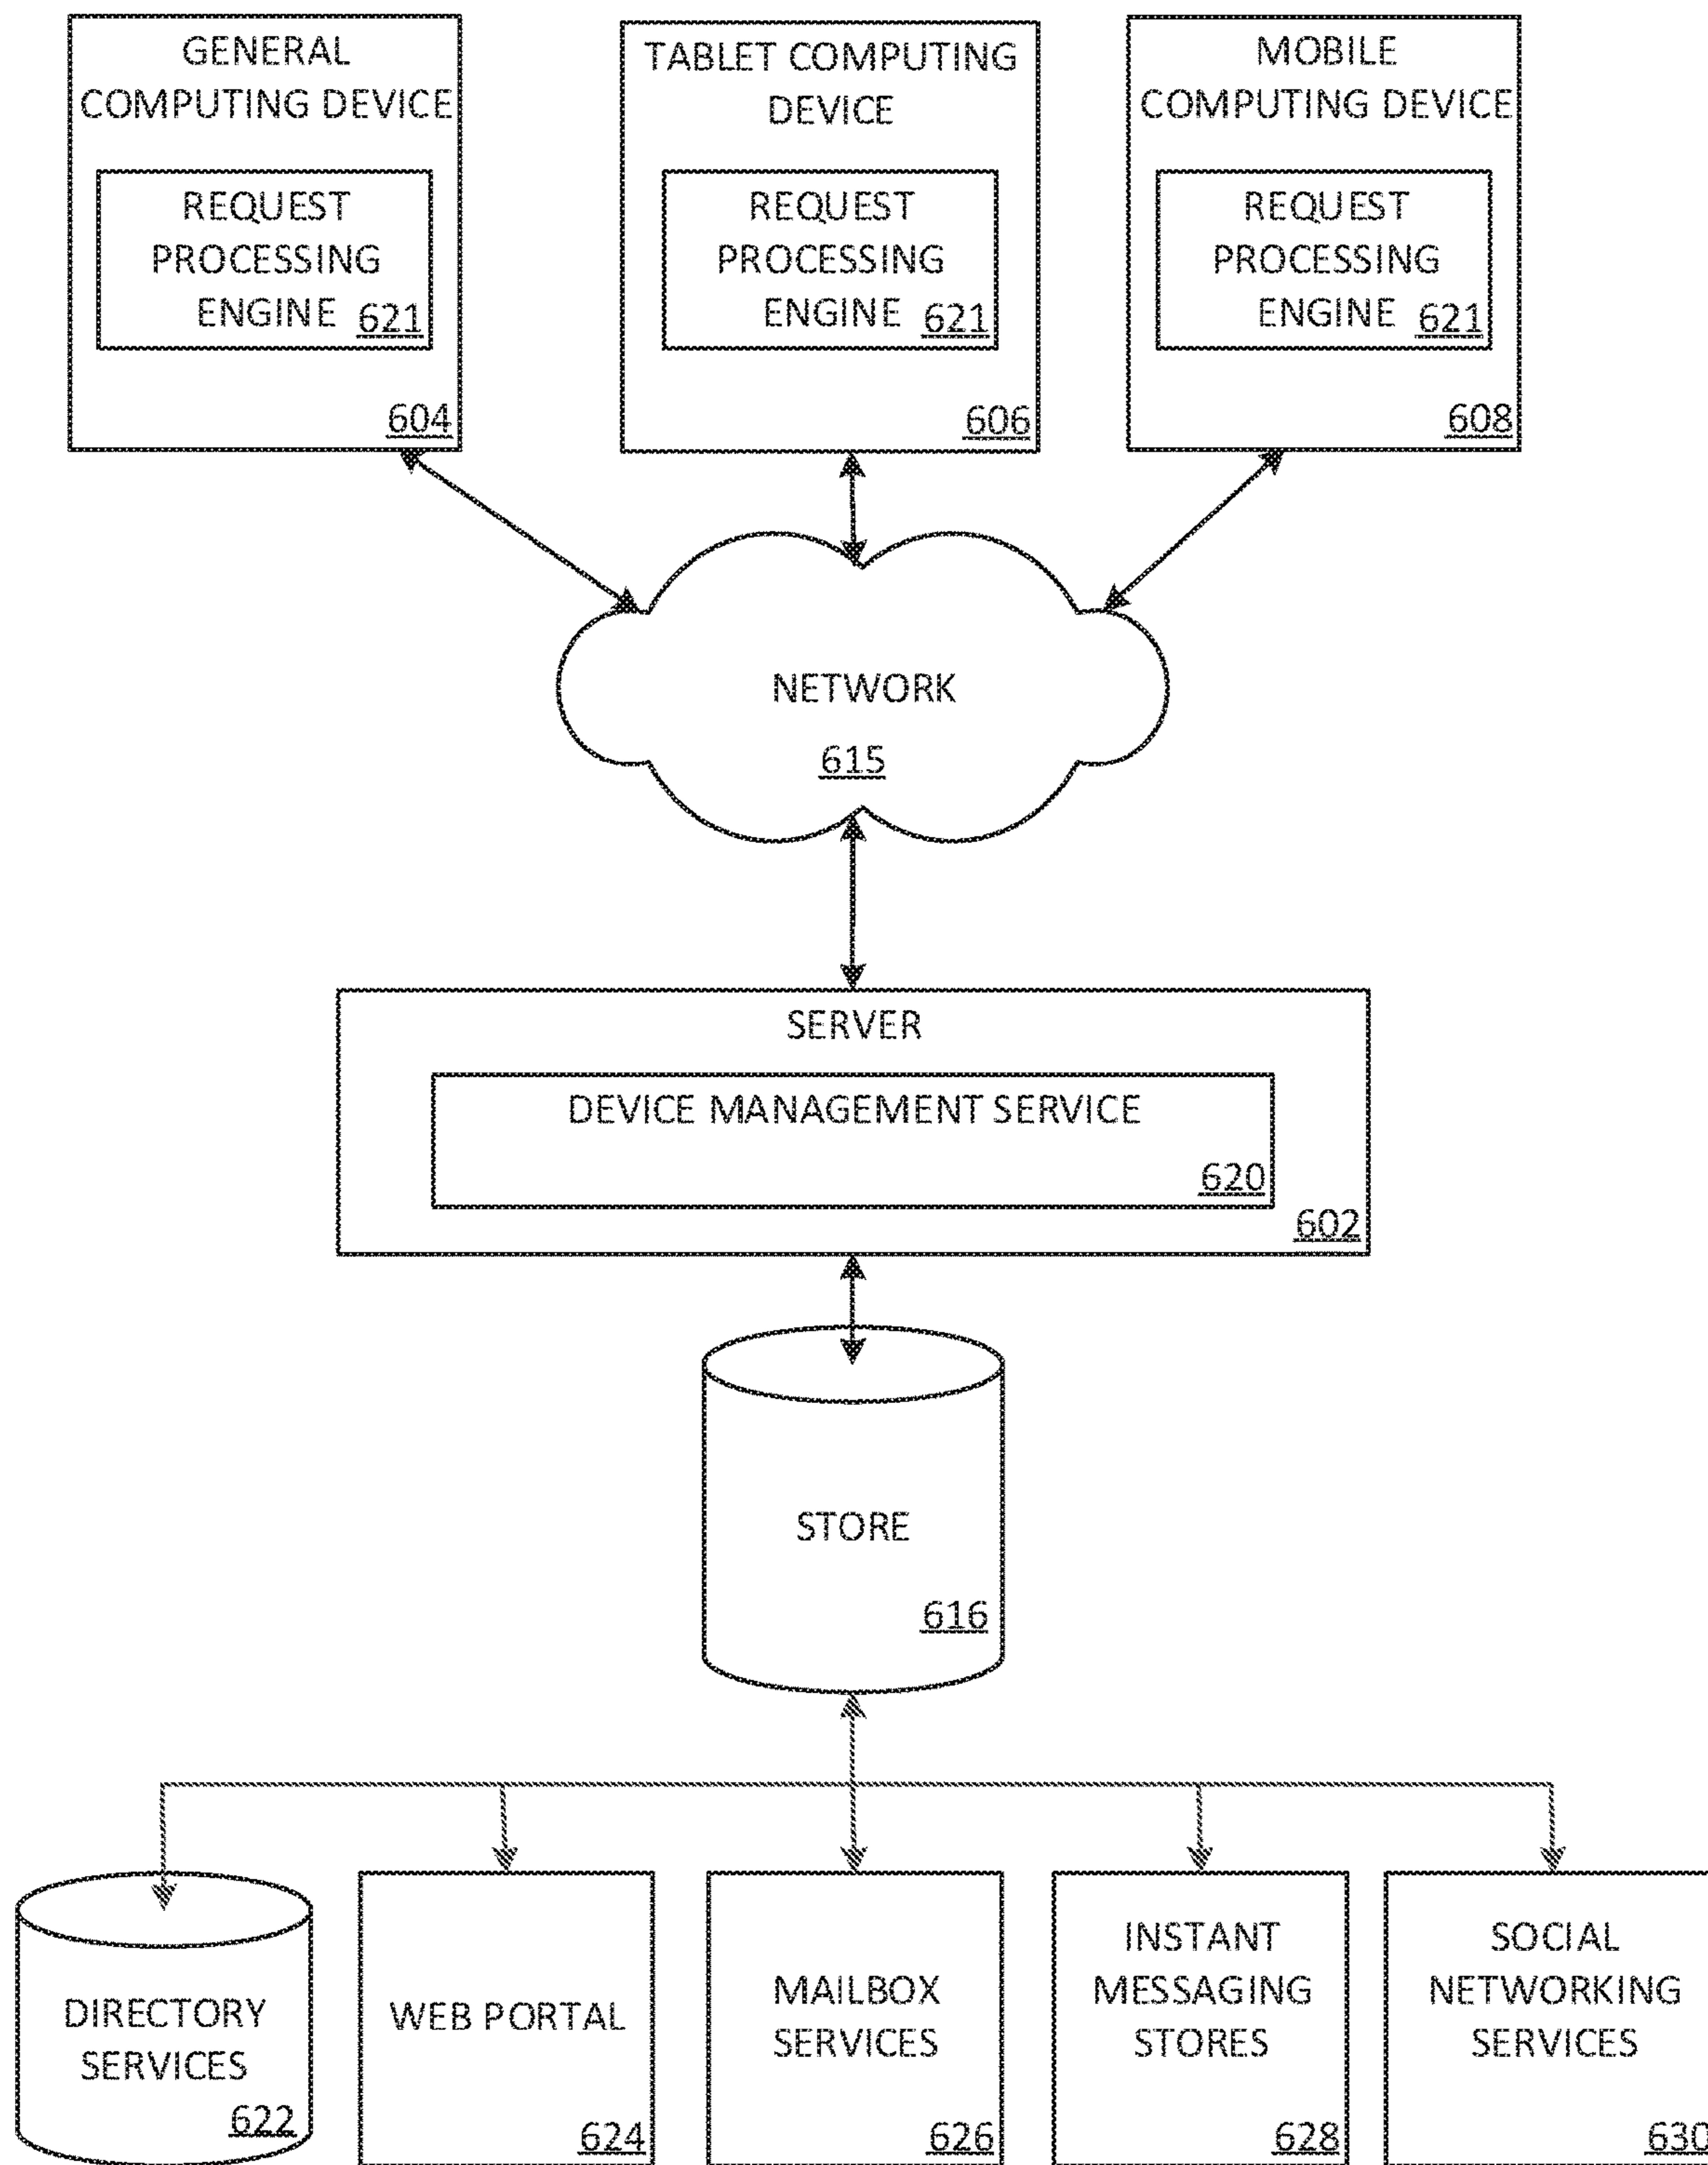 GENERAL
COMPUTING DEVICE
REQUEST
PROCESSING
ENGINE 621
604
TABLET COMPUTING
DEVICE
REQUEST
PROCESSING
ENGINE 621
606
MOBILE
COMPUTING DEVICE
REQUEST
PROCESSING
ENGINE 621
608
NETWORK
615
SERVER
DEVICE MANAGEMENT SERVICE
620
602
STORE
616
DIRECTORY
SERVICES
622
WEB PORTAL
624
MAILBOX
SERVICES
626
INSTANT
MESSAGING
STORES
628
SOCIAL
NETWORKING
SERVICES
630